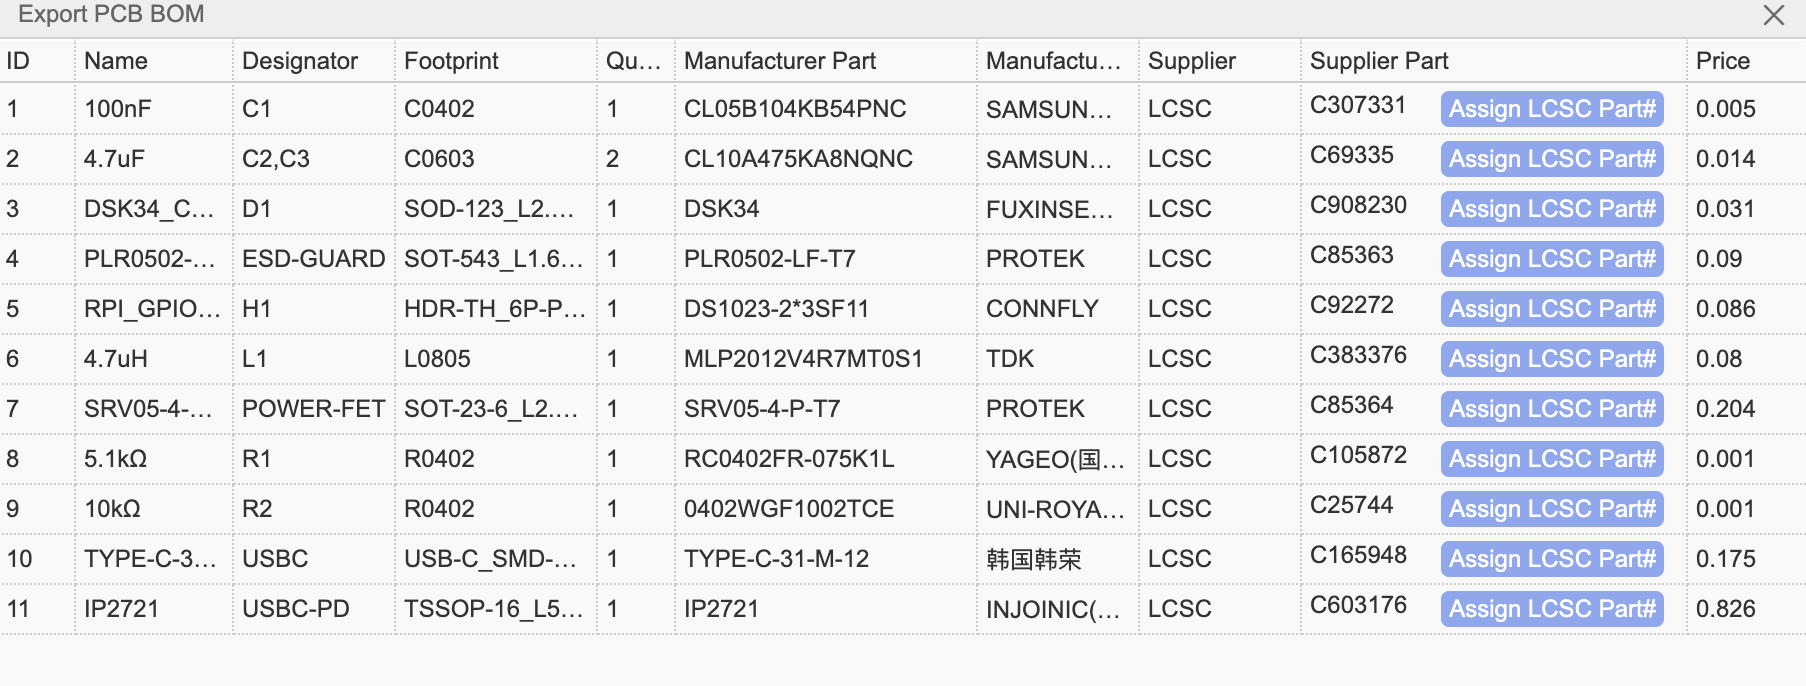 Export PCB BOM
ID Name Designator Footprint Qu... Manufacturer Part Manufactu... Supplier Supplier Part Price
1 100nF C1 C0402 1 CL05B104KB54PNC SAMSUN... LCSC C307331 Assign LCSC Part# 0.005
2 4.7uF C2,C3 C0603 2 CL10A475KA8NQNC SAMSUN... LCSC C69335 Assign LCSC Part# 0.014
3 DSK34_C... D1 SOD-123_L2.... 1 DSK34 FUXINSE... LCSC C908230 Assign LCSC Part# 0.031
4 PLR0502-... ESD-GUARD SOT-543_L1.6... 1 PLR0502-LF-T7 PROTEK LCSC C85363 Assign LCSC Part# 0.09
5 RPI_GPIO... H1 HDR-TH_6P-P... 1 DS1023-2*3SF11 CONNFLY LCSC C92272 Assign LCSC Part# 0.086
6 4.7uH L1 L0805 1 MLP2012V4R7MT0S1 TDK LCSC C383376 Assign LCSC Part# 0.08
7 SRV05-4-... POWER-FET SOT-23-6_L2.... 1 SRV05-4-P-T7 PROTEK LCSC C85364 Assign LCSC Part# 0.204
8 5.1kΩ R1 R0402 1 RC0402FR-075K1L YAGEO(国... LCSC C105872 Assign LCSC Part# 0.001
9 10kΩ R2 R0402 1 0402WGF1002TCE UNI-ROYA... LCSC C25744 Assign LCSC Part# 0.001
10 TYPE-C-3... USBC USB-C_SMD-... 1 TYPE-C-31-M-12 韩国韩荣 LCSC C165948 Assign LCSC Part# 0.175
11 IP2721 USBC-PD TSSOP-16_L5... 1 IP2721 INJOINIC(... LCSC C603176 Assign LCSC Part# 0.826